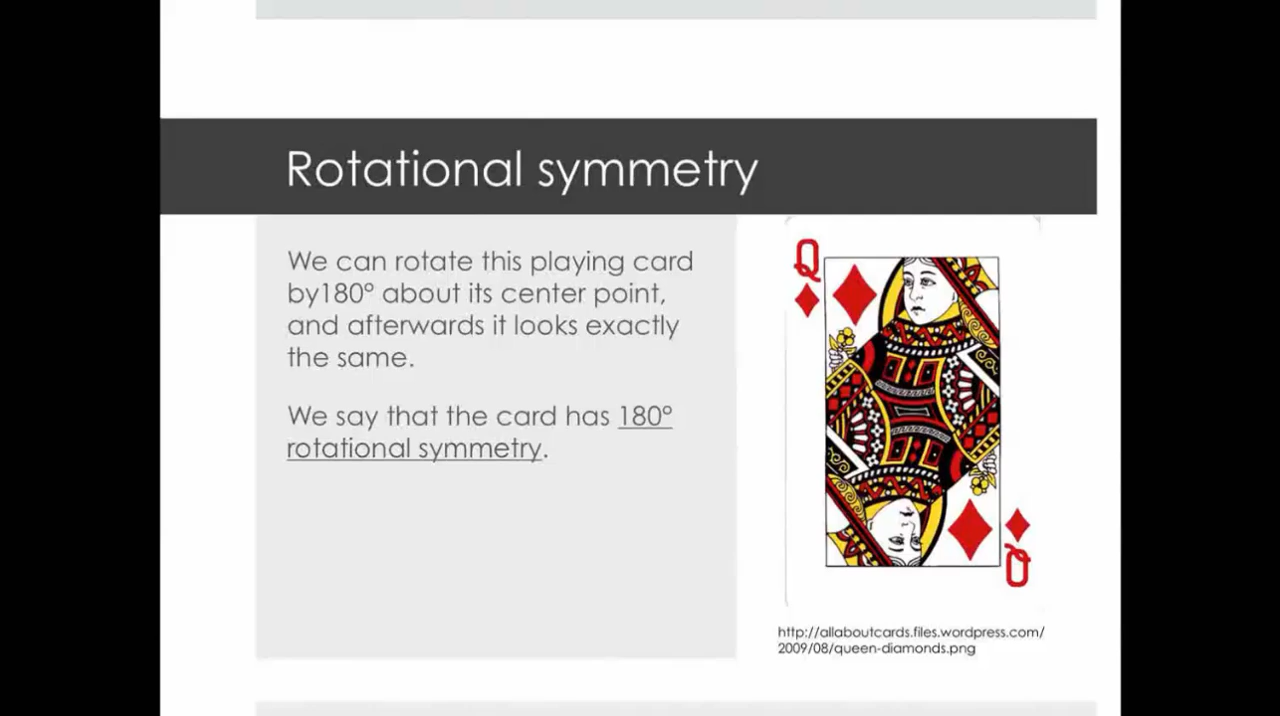 Rotational symmetry
We can rotate this playing card
by180° about its center point,
and afterwards it looks exactly
the same.
We say that the card has 180°
rotational symmetry.
Q
Q
http://allaboutcards.files.wordpress.com/
2009/08/queen-diamonds.png